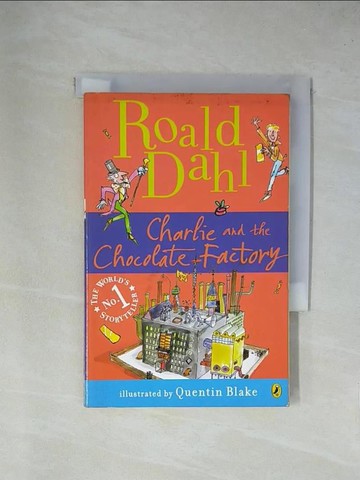 Roald
Dahl
Charlie and the
Chocolate Factory
THE WORLD'S
No. 1
STORYTELLER
illustrated by Quentin Blake